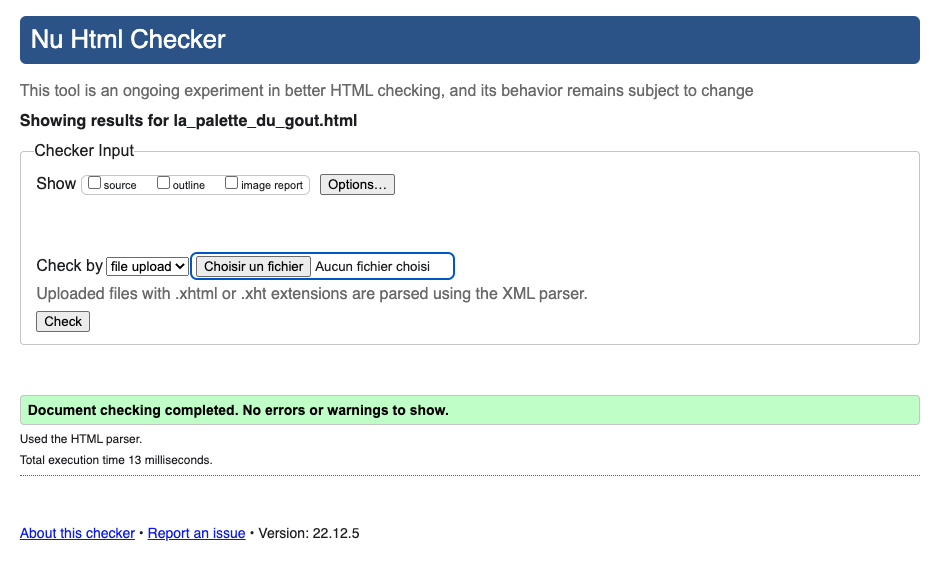 Nu Html Checker
This tool is an ongoing experiment in better HTML checking, and its behavior remains subject to change
Showing results for la_palette_du_gout.html
Checker Input
Show source outline image report Options…
Check by file upload Choisir un fichier Aucun fichier choisi
Uploaded files with .xhtml or .xht extensions are parsed using the XML parser.
Check
Document checking completed. No errors or warnings to show.
Used the HTML parser.
Total execution time 13 milliseconds.
About this checker • Report an issue • Version: 22.12.5